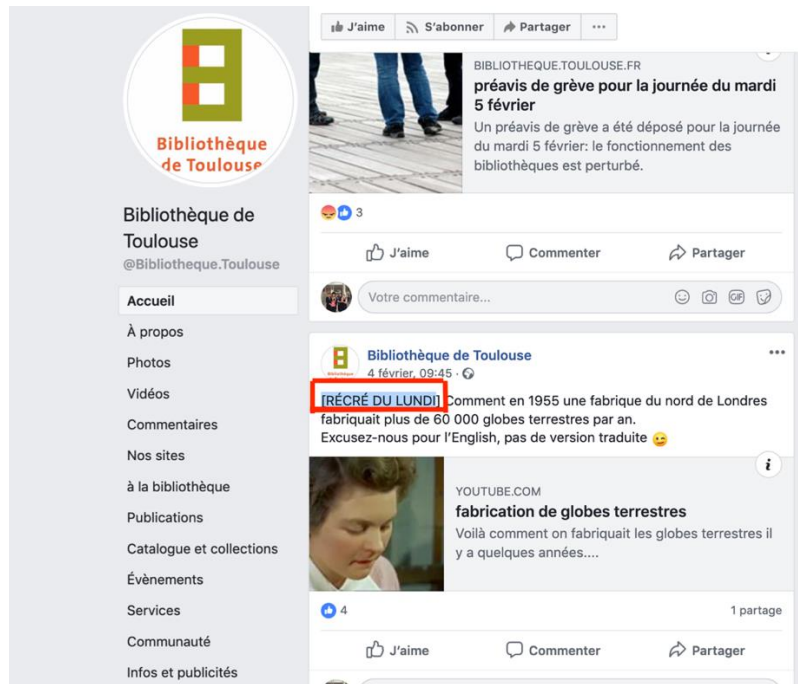 Bibliothèque
de Toulouse
Bibliothèque de
Toulouse
@Bibliotheque.Toulouse
Accueil
À propos
Photos
Vidéos
Commentaires
Nos sites
à la bibliothèque
Publications
Catalogue et collections
Évènements
Services
Communauté
Infos et publicités
J'aime S'abonner Partager ...
BIBLIOTHEQUE.TOULOUSE.FR
préavis de grève pour la journée du mardi
5 février
Un préavis de grève a été déposé pour la journée
du mardi 5 février: le fonctionnement des
bibliothèques est perturbé.
3
J'aime Commenter Partager
Votre commentaire... GIF
Bibliothèque de Toulouse ...
4 février, 09:45 ·
[RÉCRÉ DU LUNDI] Comment en 1955 une fabrique du nord de Londres
fabriquait plus de 60 000 globes terrestres par an.
Excusez-nous pour l'English, pas de version traduite 😉
i
YOUTUBE.COM
fabrication de globes terrestres
Voilà comment on fabriquait les globes terrestres il
y a quelques années....
4 1 partage
J'aime Commenter Partager